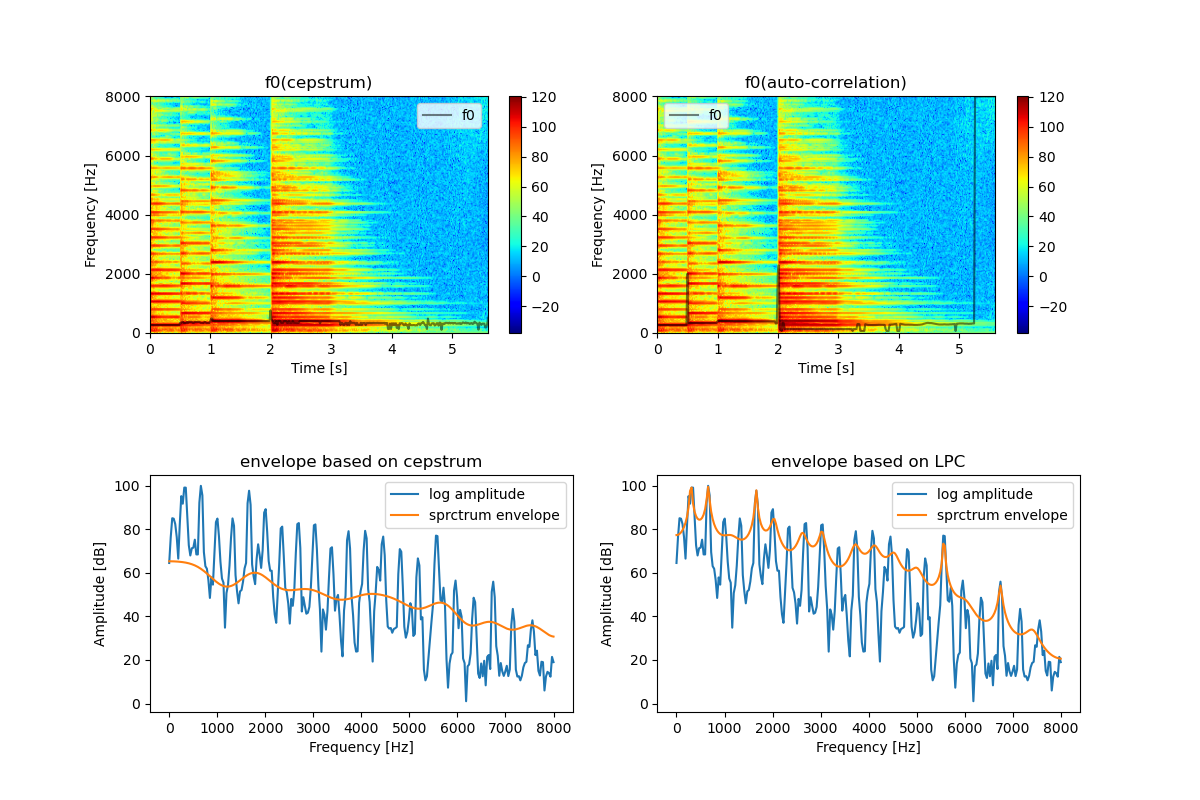 f0(cepstrum)
8000
6000
4000
2000
0
Frequency [Hz]
0 1 2 3 4 5
Time [s]
f0
120
100
80
60
40
20
0
−20
f0(auto-correlation)
8000
6000
4000
2000
0
Frequency [Hz]
0 1 2 3 4 5
Time [s]
f0
120
100
80
60
40
20
0
−20
envelope based on cepstrum
100
80
60
40
20
0
Amplitude [dB]
log amplitude
sprctrum envelope
0 1000 2000 3000 4000 5000 6000 7000 8000
Frequency [Hz]
envelope based on LPC
100
80
60
40
20
0
Amplitude [dB]
log amplitude
sprctrum envelope
0 1000 2000 3000 4000 5000 6000 7000 8000
Frequency [Hz]